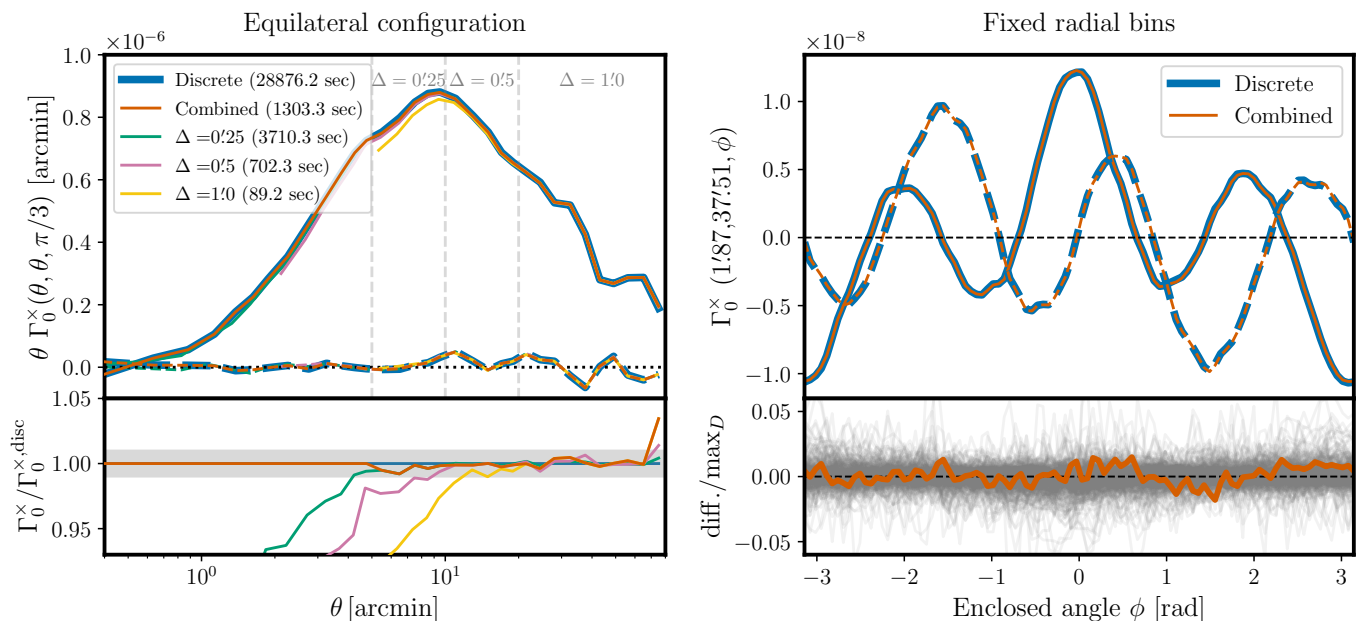 Equilateral configuration
×10⁻⁶
1.0
0.8
0.6
0.4
0.2
0.0
θ Γ₀×(θ, θ, π/3) [arcmin]
Discrete (28876.2 sec)
Combined (1303.3 sec)
Δ = 0′.25 (3710.3 sec)
Δ = 0′.5 (702.3 sec)
Δ = 1′.0 (89.2 sec)
Δ = 0′.25
Δ = 0′.5
Δ = 1′.0
1.05
1.00
0.95
Γ₀×/Γ₀×,disc
10⁰
10¹
θ [arcmin]
Fixed radial bins
×10⁻⁸
1.0
0.5
0.0
−0.5
−1.0
Γ₀× (1′.87,37′.51, ϕ)
Discrete
Combined
0.05
0.00
−0.05
diff./max_D
−3
−2
−1
0
1
2
3
Enclosed angle ϕ [rad]